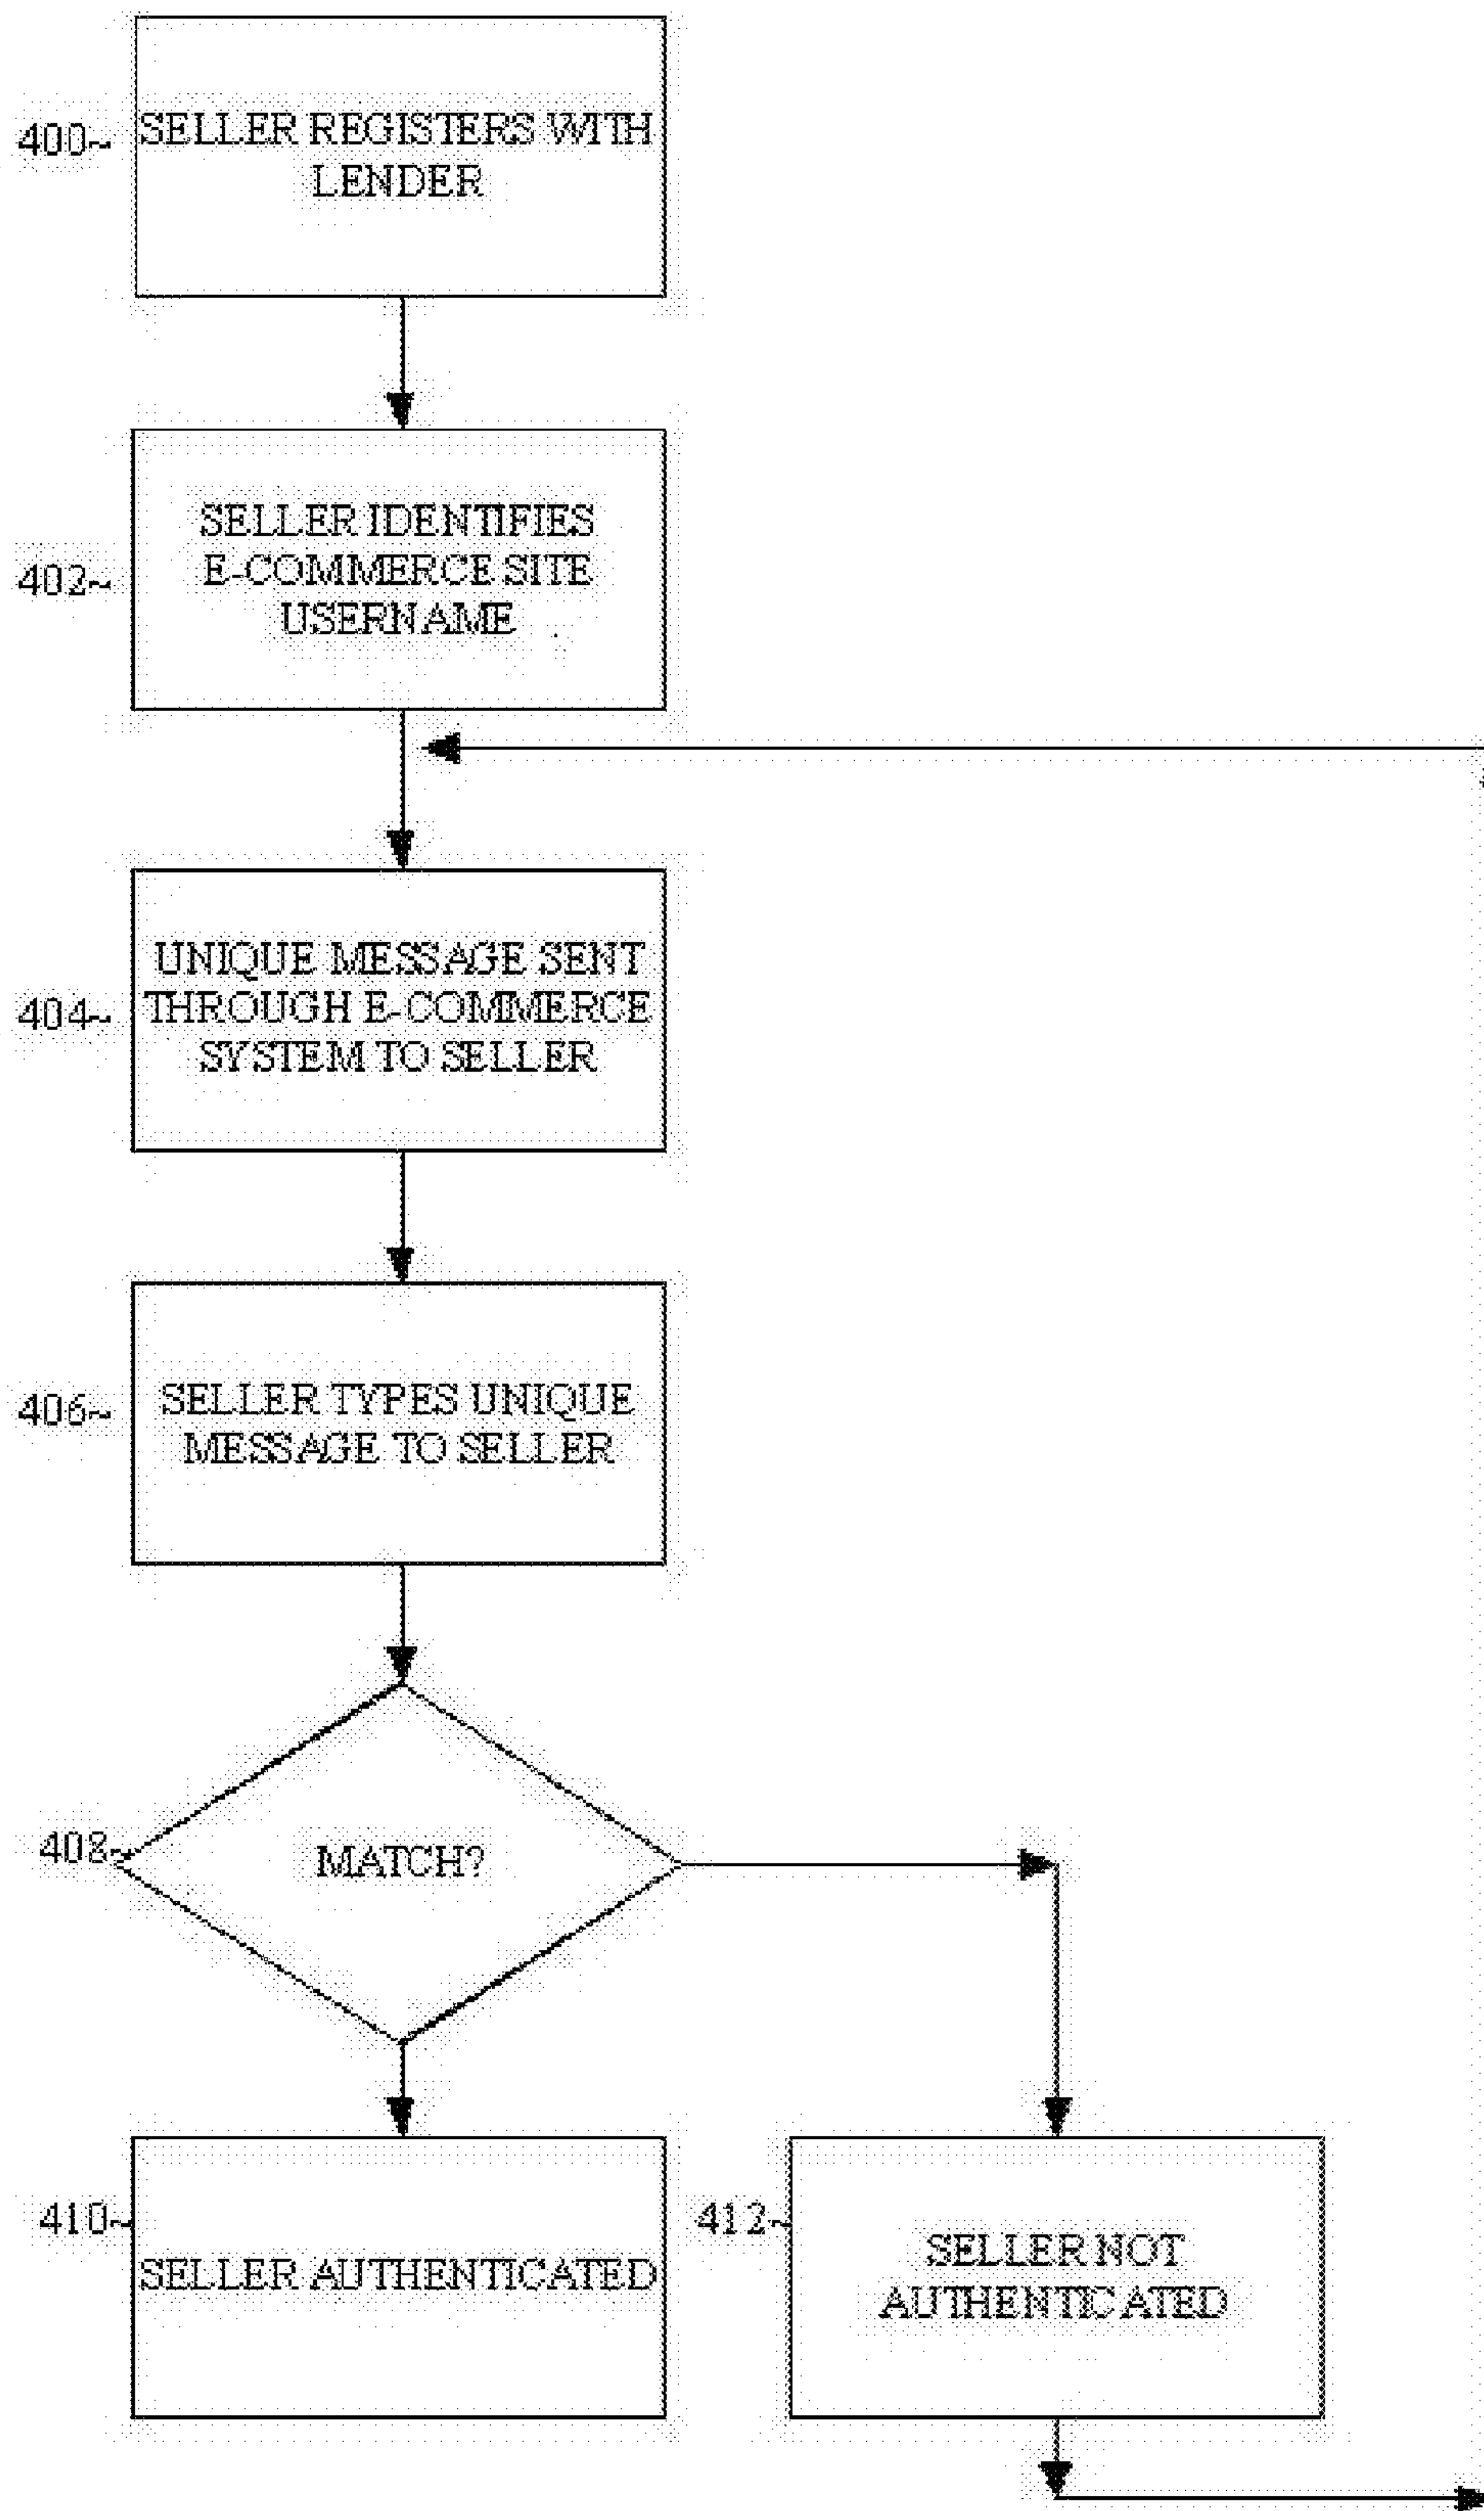 400~
SELLER REGISTERS WITH
LENDER
402~
SELLER IDENTIFIES
E-COMMERCE SITE
USERNAME
404~
UNIQUE MESSAGE SENT
THROUGH E-COMMERCE
SYSTEM TO SELLER
406~
SELLER TYPES UNIQUE
MESSAGE TO SELLER
408~
MATCH?
410~
SELLER AUTHENTICATED
412~
SELLER NOT
AUTHENTICATED